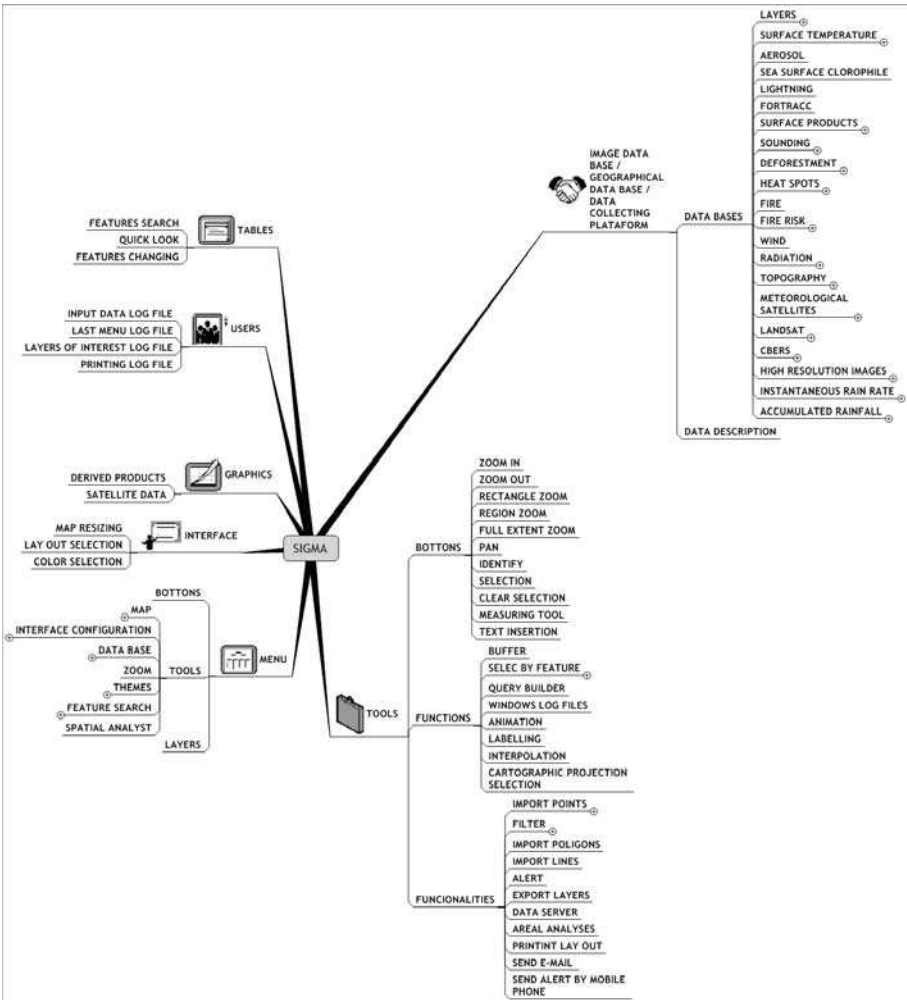 LAYERS
SURFACE TEMPERATURE
AEROSOL
SEA SURFACE CLOROPHILE
LIGHTNING
FORTRACC
SURFACE PRODUCTS
SOUNDING
DEFORESTMENT
HEAT SPOTS
FIRE
FIRE RISK
WIND
RADIATION
TOPOGRAPHY
METEOROLOGICAL
SATELLITES
LANDSAT
CBERS
HIGH RESOLUTION IMAGES
INSTANTANEOUS RAIN RATE
ACCUMULATED RAINFALL
DATA BASES
DATA DESCRIPTION
IMAGE DATA
BASE /
GEOGRAPHICAL
DATA BASE /
DATA
COLLECTING
PLATAFORM
FEATURES SEARCH
QUICK LOOK
FEATURES CHANGING
TABLES
INPUT DATA LOG FILE
LAST MENU LOG FILE
LAYERS OF INTEREST LOG FILE
PRINTING LOG FILE
USERS
DERIVED PRODUCTS
SATELLITE DATA
GRAPHICS
MAP RESIZING
LAY OUT SELECTION
COLOR SELECTION
INTERFACE
SIGMA
BOTTONS
MAP
INTERFACE CONFIGURATION
DATA BASE
ZOOM
THEMES
FEATURE SEARCH
SPATIAL ANALYST
TOOLS
LAYERS
MENU
TOOLS
BOTTONS
ZOOM IN
ZOOM OUT
RECTANGLE ZOOM
REGION ZOOM
FULL EXTENT ZOOM
PAN
IDENTIFY
SELECTION
CLEAR SELECTION
MEASURING TOOL
TEXT INSERTION
FUNCTIONS
BUFFER
SELEC BY FEATURE
QUERY BUILDER
WINDOWS LOG FILES
ANIMATION
LABELLING
INTERPOLATION
CARTOGRAPHIC PROJECTION
SELECTION
FUNCIONALITIES
IMPORT POINTS
FILTER
IMPORT POLIGONS
IMPORT LINES
ALERT
EXPORT LAYERS
DATA SERVER
AREAL ANALYSES
PRINTINT LAY OUT
SEND E-MAIL
SEND ALERT BY MOBILE
PHONE